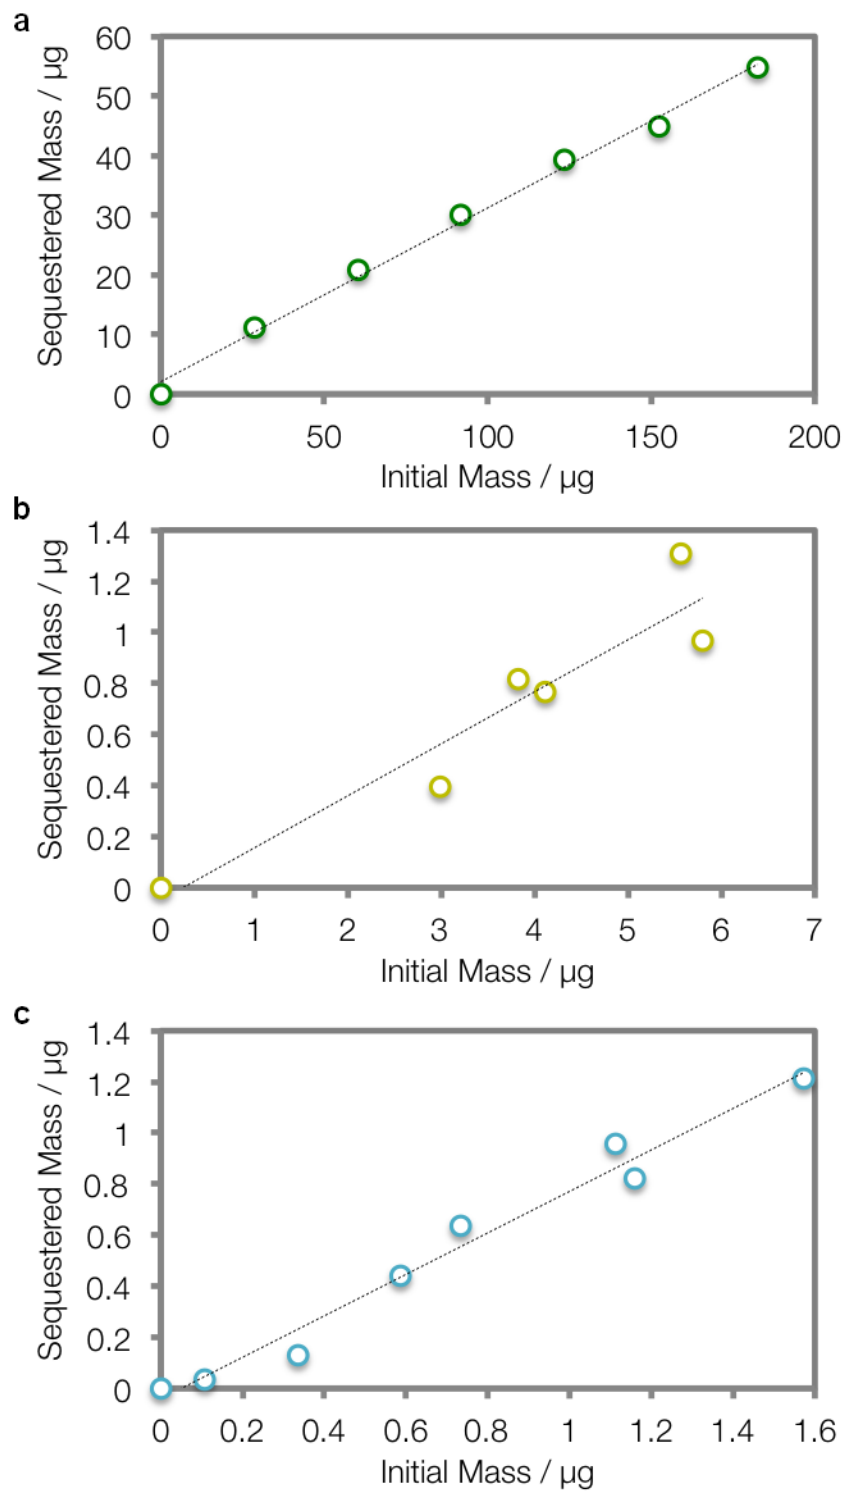 a
Sequestered Mass / µg
60
50
40
30
20
10
0
0 50 100 150 200
Initial Mass / µg
b
Sequestered Mass / µg
1.4
1.2
1
0.8
0.6
0.4
0.2
0
0 1 2 3 4 5 6 7
Initial Mass / µg
c
Sequestered Mass / µg
1.4
1.2
1
0.8
0.6
0.4
0.2
0
0 0.2 0.4 0.6 0.8 1 1.2 1.4 1.6
Initial Mass / µg